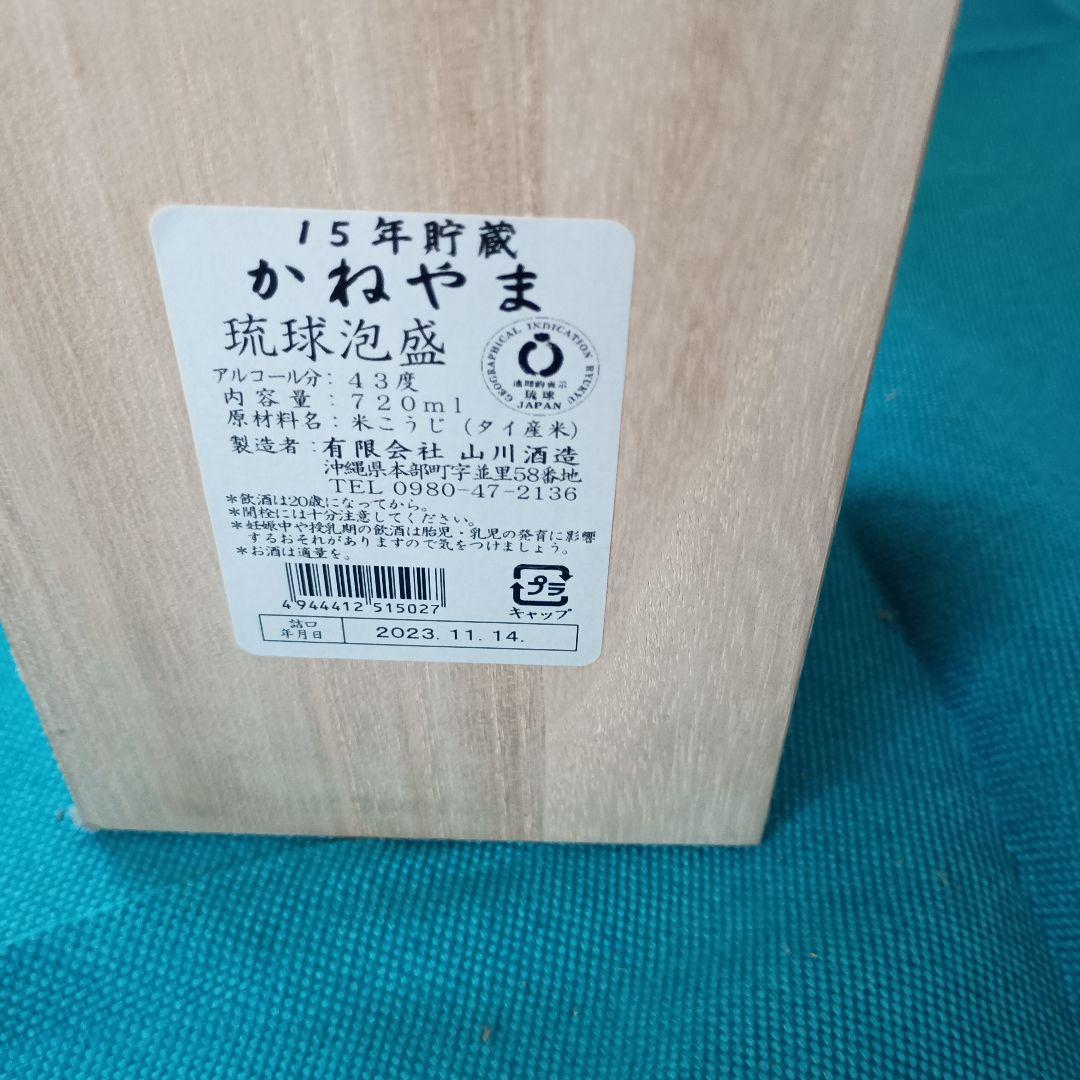 15年貯蔵
かねやま
琉球泡盛
GEOGRAPHICAL INDICATION RYUKYU
地理的表示
琉球
JAPAN
アルコール分：43度
内容量：720ml
原材料名：米こうじ（タイ産米）
製造者：有限会社 山川酒造
沖縄県本部町字並里58番地
TEL 0980-47-2136
＊飲酒は20歳になってから。
＊開栓には十分注意してください。
＊妊娠中や授乳期の飲酒は胎児・乳児の発育に影響
するおそれがありますので気をつけましょう。
＊お酒は適量を。
4944412515027
プラ
キャップ
詰口
年月日
2023.11.14.